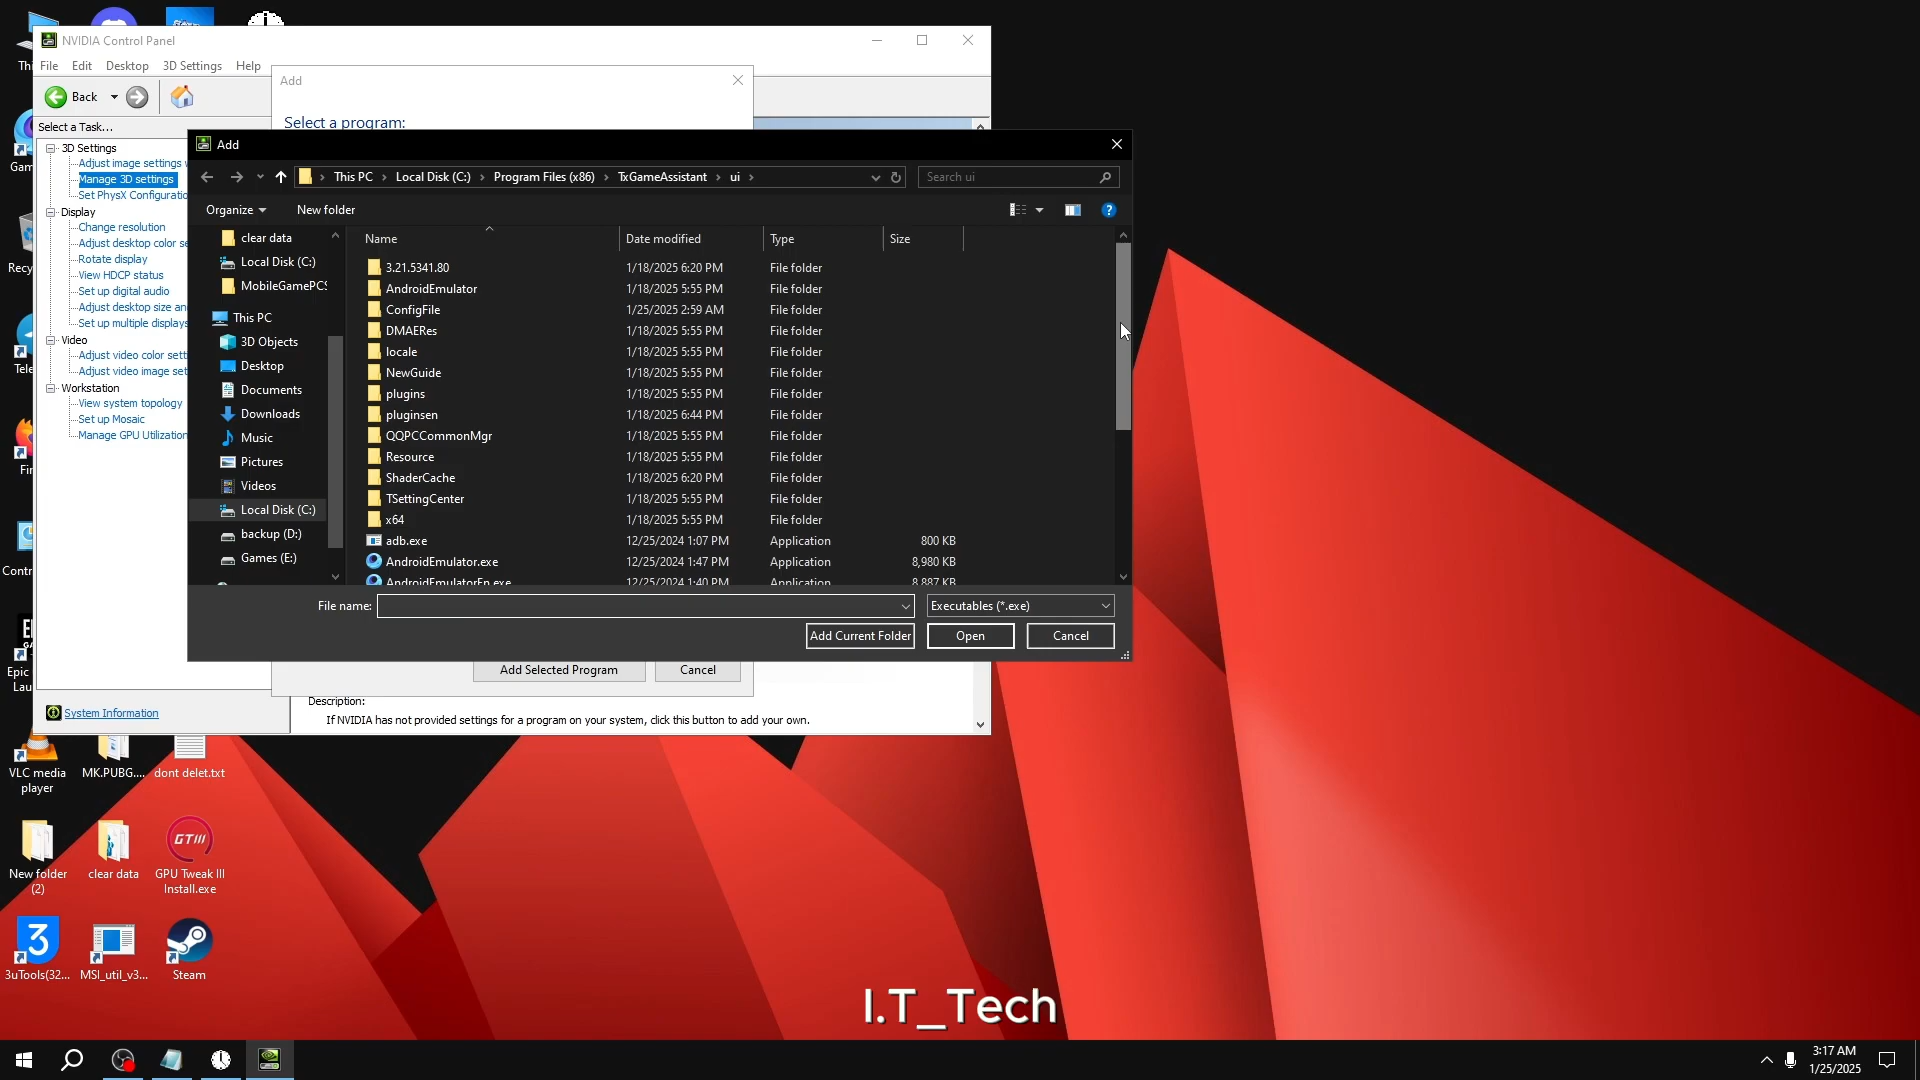 NVIDIA Control Panel
File Edit Desktop 3D Settings Help
Back
Select a Task...
3D Settings
Adjust image settings
Manage 3D settings
Set PhysX Configuratio
Display
Change resolution
Adjust desktop color se
Rotate display
View HDCP status
Set up digital audio
Adjust desktop size an
Set up multiple displays
Video
Adjust video color sett
Adjust video image set
Workstation
View system topology
Set up Mosaic
Manage GPU Utilization
System Information
Add
Select a program:
Add
This PC › Local Disk (C:) › Program Files (x86) › TxGameAssistant › ui ›
Search ui
Organize New folder
clear data
Local Disk (C:)
MobileGamePCS
This PC
3D Objects
Desktop
Documents
Downloads
Music
Pictures
Videos
Local Disk (C:)
backup (D:)
Games (E:)
Name Date modified Type Size
3.21.5341.80 1/18/2025 6:20 PM File folder
AndroidEmulator 1/18/2025 5:55 PM File folder
ConfigFile 1/25/2025 2:59 AM File folder
DMAERes 1/18/2025 5:55 PM File folder
locale 1/18/2025 5:55 PM File folder
NewGuide 1/18/2025 5:55 PM File folder
plugins 1/18/2025 5:55 PM File folder
pluginsen 1/18/2025 6:44 PM File folder
QQPCCommonMgr 1/18/2025 5:55 PM File folder
Resource 1/18/2025 5:55 PM File folder
ShaderCache 1/18/2025 6:20 PM File folder
TSettingCenter 1/18/2025 5:55 PM File folder
x64 1/18/2025 5:55 PM File folder
adb.exe 12/25/2024 1:07 PM Application 800 KB
AndroidEmulator.exe 12/25/2024 1:47 PM Application 8,980 KB
AndroidEmulatorEn.exe 12/25/2024 1:40 PM Application 8,887 KB
File name:
Executables (*.exe)
Add Current Folder Open Cancel
Add Selected Program Cancel
Description:
If NVIDIA has not provided settings for a program on your system, click this button to add your own.
Thi
Gam
Recy
Tele
Fir
Contr
Epic
Lau
VLC media
player
MK.PUBG....
dont delet.txt
New folder
(2)
clear data
GTIII
GPU Tweak III
Install.exe
3
3uTools(32...
MSI_util_v3...
Steam
I.T_Tech
3:17 AM
1/25/2025